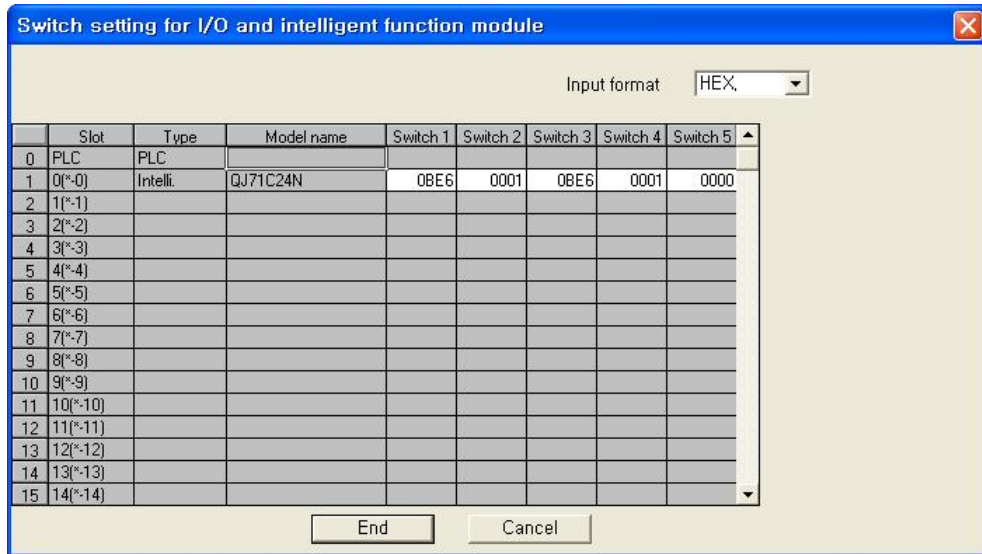 Switch setting for I/O and intelligent function module
Input format HEX.
Slot Type Model name Switch 1 Switch 2 Switch 3 Switch 4 Switch 5
0 PLC PLC
1 0(*-0) Intelli. QJ71C24N 0BE6 0001 0BE6 0001 0000
2 1(*-1)
3 2(*-2)
4 3(*-3)
5 4(*-4)
6 5(*-5)
7 6(*-6)
8 7(*-7)
9 8(*-8)
10 9(*-9)
11 10(*-10)
12 11(*-11)
13 12(*-12)
14 13(*-13)
15 14(*-14)
End Cancel